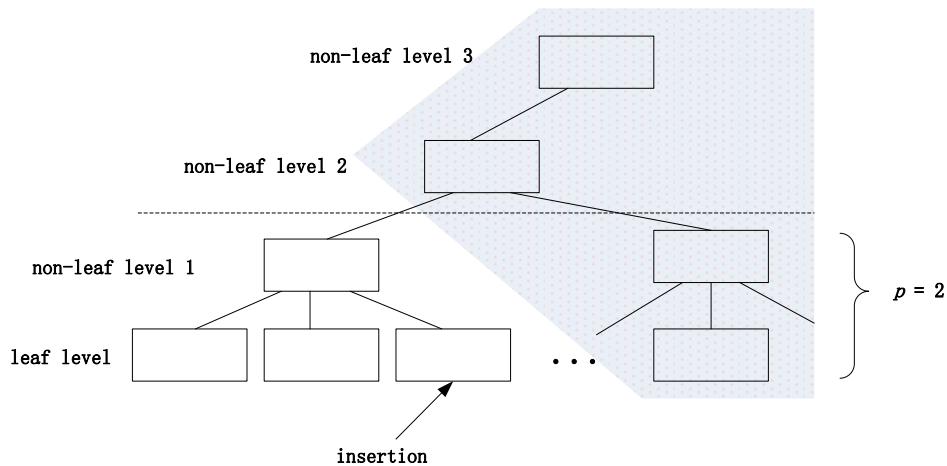 non-leaf level 3
non-leaf level 2
non-leaf level 1
p = 2
leaf level
...
insertion